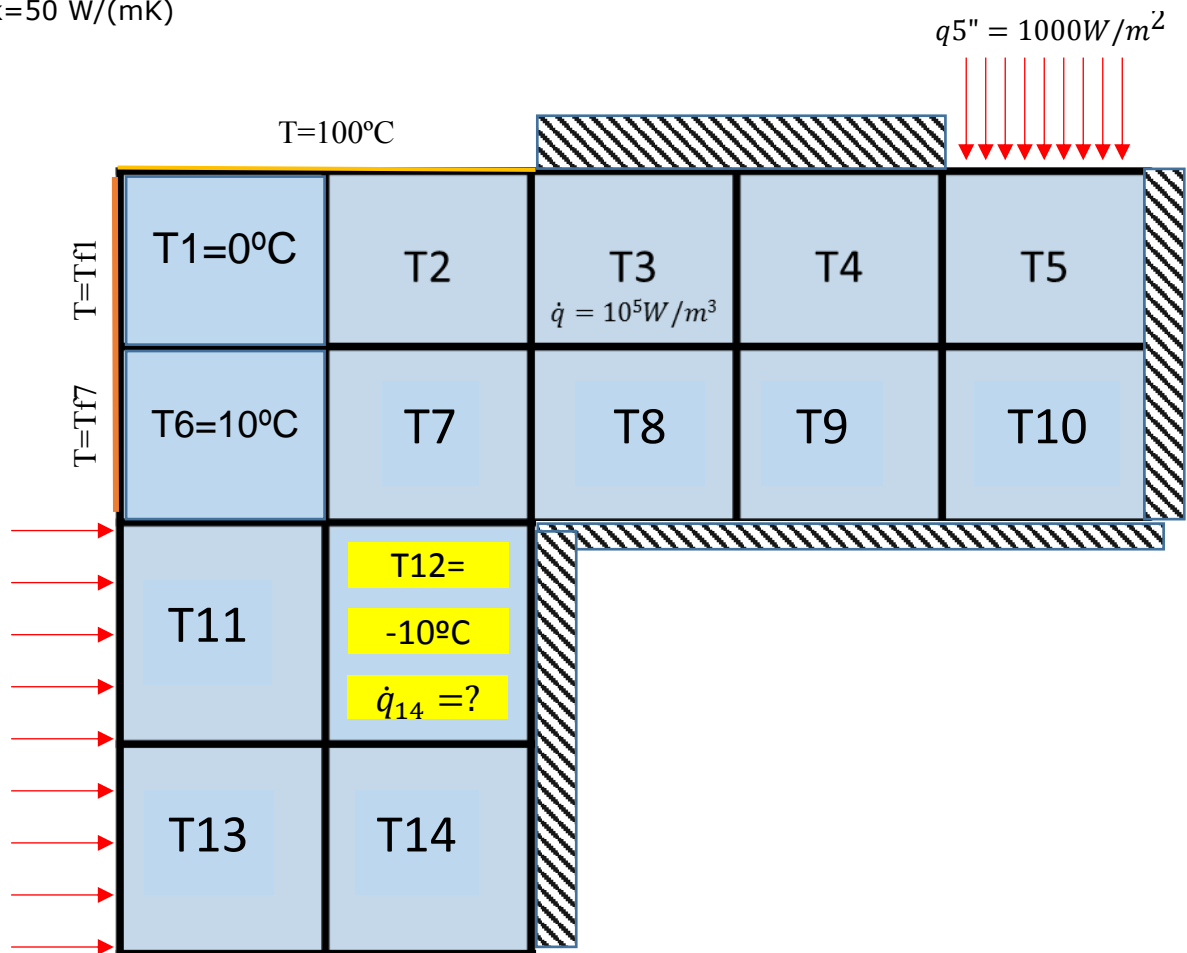 k=50 W/(mK)
q5" = 1000W/m²
T=100ºC
T=Tf1
T1=0ºC
T2
T3
q̇ = 10⁵W/m³
T4
T5
T=Tf7
T6=10ºC
T7
T8
T9
T10
T11
T12=
-10ºC
q̇₁₄ =?
T13
T14